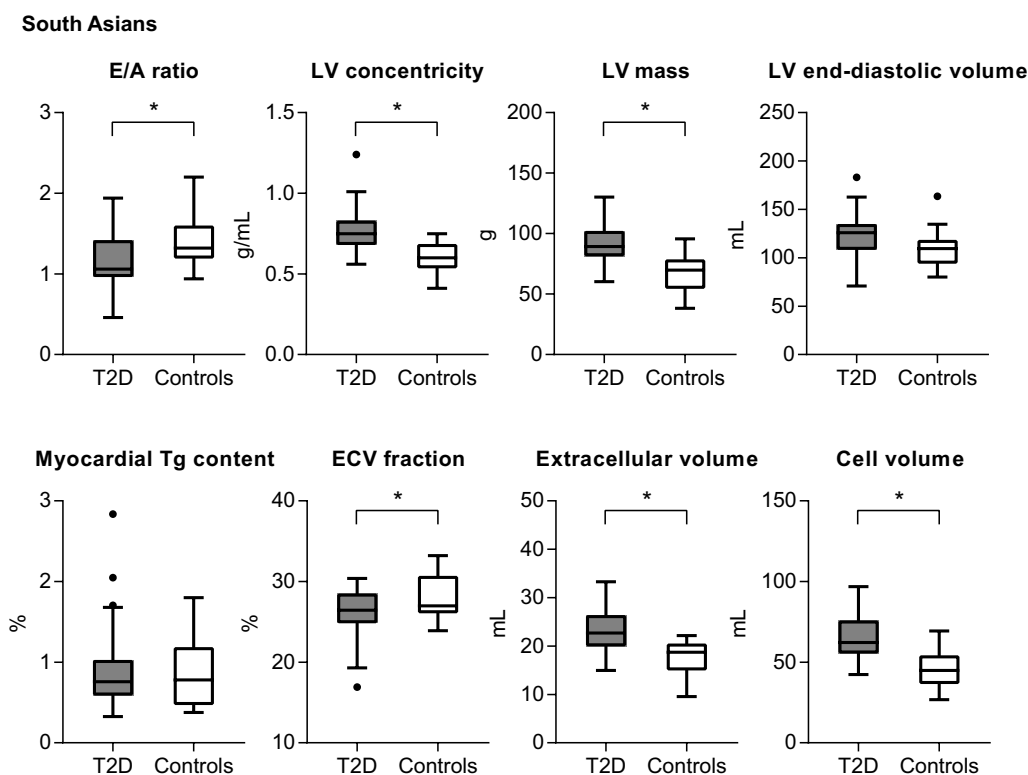 South Asians
E/A ratio
3
2
1
0
*
T2D Controls
LV concentricity
g/mL
1.5
1.0
0.5
0.0
*
T2D Controls
LV mass
g
200
150
100
50
0
*
T2D Controls
LV end-diastolic volume
mL
250
200
150
100
50
0
T2D Controls
Myocardial Tg content
%
3
2
1
0
T2D Controls
ECV fraction
%
40
30
20
10
*
T2D Controls
Extracellular volume
mL
50
40
30
20
10
0
*
T2D Controls
Cell volume
mL
150
100
50
0
*
T2D Controls